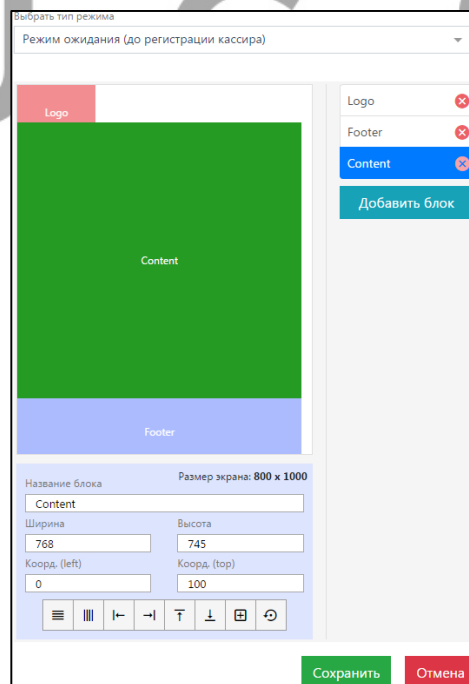 Выбрать тип режима
Режим ожидания (до регистрации кассира)
Logo
Content
Footer
Logo
Footer
Content
Добавить блок
Название блока
Размер экрана: 800 x 1000
Content
Ширина
Высота
768
745
Коорд. (left)
Коорд. (top)
0
100
Сохранить
Отмена